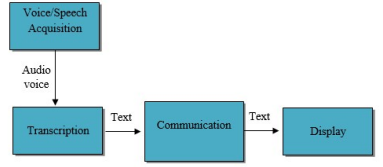 Voice/Speech
Acquisition
Audio
voice
Transcription
Text
Communication
Text
Display